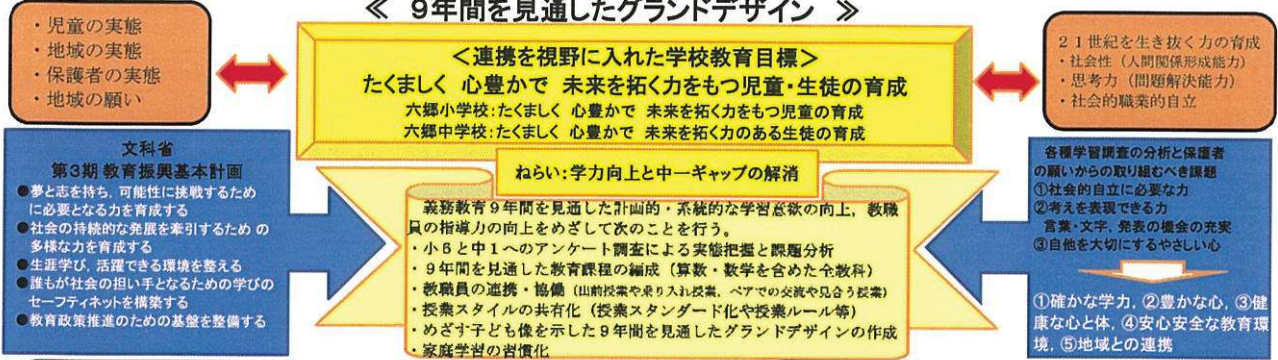 ≪ 9年間を見通したグランドデザイン ≫
・児童の実態
・地域の実態
・保護者の実態
・地域の願い
＜連携を視野に入れた学校教育目標＞
たくましく 心豊かで 未来を拓く力をもつ児童・生徒の育成
六郷小学校:たくましく 心豊かで 未来を拓く力をもつ児童の育成
六郷中学校:たくましく 心豊かで 未来を拓く力のある生徒の育成
２１世紀を生き抜く力の育成
・社会性（人間関係形成能力）
・思考力（問題解決能力）
・社会的職業的自立
文科省
第3期 教育振興基本計画
●夢と志を持ち、可能性に挑戦するため
に必要となる力を育成する
●社会の持続的な発展を牽引するため の
多様な力を育成する
●生涯学び、活躍できる環境を整える
●誰もが社会の担い手となるための学びの
セーフティネットを構築する
●教育政策推進のための基盤を整備する
ねらい:学力向上と中一ギャップの解消
義務教育９年間を見通した計画的・系統的な学習意欲の向上，教職
員の指導力の向上をめざして次のことを行う。
・小６と中１へのアンケート調査による実態把握と課題分析
・９年間を見通した教育課程の編成（算数・数学を含めた全教科）
・教職員の連携・協働（出前授業や乗り入れ授業，ペアでの交流や見合う授業）
・授業スタイルの共有化（授業スタンダード化や授業ルール等）
・めざす子ども像を示した９年間を見通したグランドデザインの作成
・家庭学習の習慣化
各種学習調査の分析と保護者
の願いからの取り組むべき課題
①社会的自立に必要な力
②考えを表現できる力
言葉・文字，発表の機会の充実
③自他を大切にするやさしい心
①確かな学力，②豊かな心，③健
康な心と体，④安心安全な教育環
境，⑤地域との連携